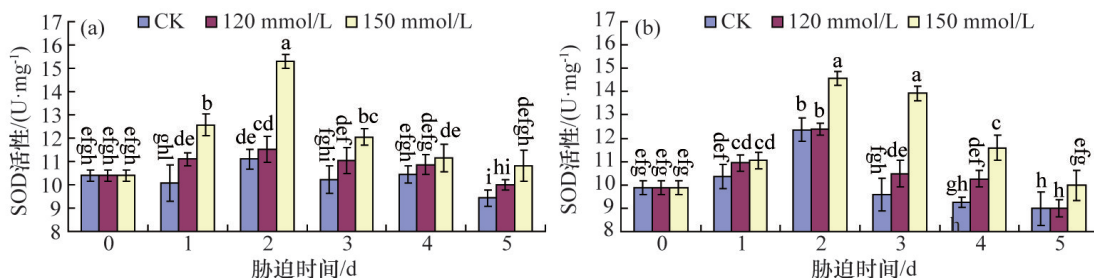 (a)
CK 120 mmol/L 150 mmol/L
SOD活性/(U·mg⁻¹)
17
16
15
14
13
12
11
10
9
8
efgh efgh efgh
ghI de b
de cd a
fghi def bc
efgh defg de
i hi defgh
0 1 2 3 4 5
胁迫时间/d
(b)
CK 120 mmol/L 150 mmol/L
SOD活性/(U·mg⁻¹)
17
16
15
14
13
12
11
10
9
8
efg efg efg
def cd cd
b b a
fgh de a
gh def c
h h efg
0 1 2 3 4 5
胁迫时间/d